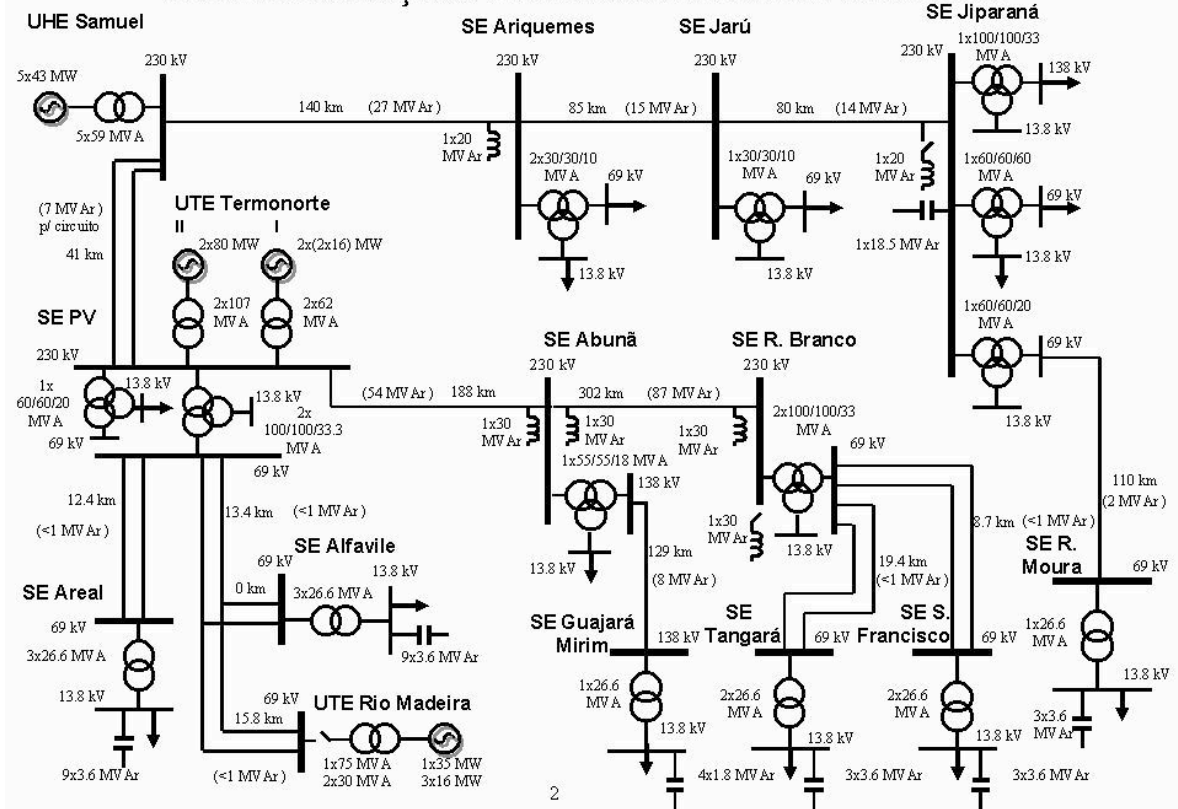 UHE Samuel
SE Ariquemes
SE Jarú
SE Jiparaná
230 kV
230 kV
230 kV
230 kV
1x100/100/33
MVA
138 kV
13.8 kV
5x43 MW
5x59 MVA
140 km (27 MVAr)
85 km (15 MVAr)
80 km (14 MVAr)
1x20
MVAr
2x30/30/10
MVA
69 kV
13.8 kV
1x30/30/10
MVA
69 kV
13.8 kV
1x20
MVAr
1x60/60/60
MVA
69 kV
13.8 kV
1x18.5 MVAr
(7 MVAr)
p/ circuito
41 km
UTE Termonorte
II
I
2x80 MW
2x(2x16) MW
2x107
MVA
2x62
MVA
1x60/60/20
MVA
69 kV
13.8 kV
SE PV
230 kV
SE Abunã
230 kV
SE R. Branco
230 kV
1x
60/60/20
MVA
13.8 kV
69 kV
13.8 kV
2x
100/100/33.3
MVA
69 kV
(54 MVAr) 188 km
302 km (87 MVAr)
1x30
MVAr
1x30
MVAr
1x30
MVAr
2x100/100/33
MVA
69 kV
1x55/55/18 MVA
138 kV
13.8 kV
1x30
MVAr
13.8 kV
110 km
(2 MVAr)
12.4 km
(<1 MVAr)
13.4 km (<1 MVAr)
129 km
(8 MVAr)
19.4 km
(<1 MVAr)
8.7 km (<1 MVAr)
SE Alfavile
69 kV
0 km
3x26.6 MVA
13.8 kV
9x3.6 MVAr
SE Areal
69 kV
3x26.6 MVA
13.8 kV
9x3.6 MVAr
UTE Rio Madeira
69 kV
15.8 km
(<1 MVAr)
1x75 MVA
2x30 MVA
1x35 MW
3x16 MW
SE Guajará
Mirim
138 kV
1x26.6
MVA
13.8 kV
4x1.8 MVAr
SE
Tangará
69 kV
2x26.6
MVA
13.8 kV
3x3.6 MVAr
SE S.
Francisco
69 kV
2x26.6
MVA
13.8 kV
3x3.6 MVAr
SE R.
Moura
69 kV
1x26.6
MVA
13.8 kV
3x3.6
MVAr
2